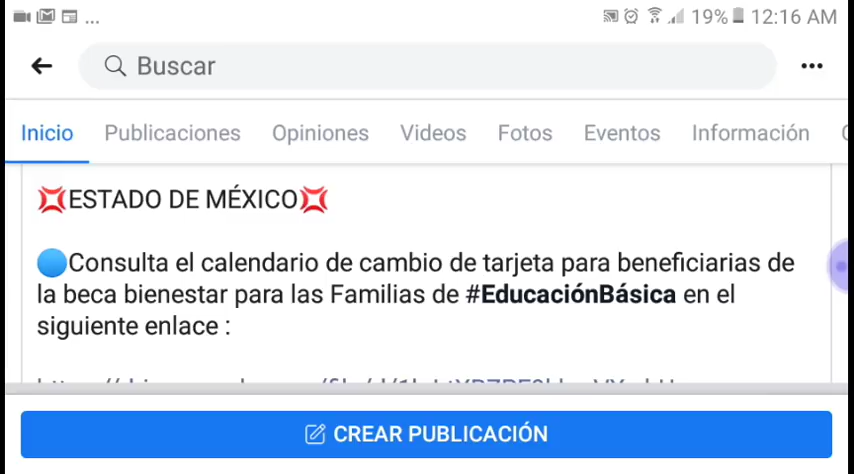 ... 19% 12:16 AM
Buscar
Inicio Publicaciones Opiniones Videos Fotos Eventos Información
💢ESTADO DE MÉXICO💢
🔵Consulta el calendario de cambio de tarjeta para beneficiarias de
la beca bienestar para las Familias de #EducaciónBásica en el
siguiente enlace :
CREAR PUBLICACIÓN